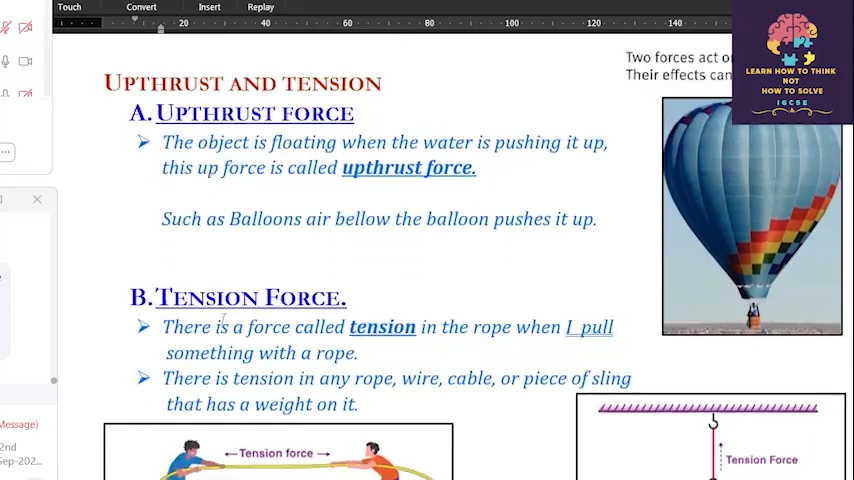 Touch Convert Insert Replay
20 40 60 80 100 120 140
Two forces act
Their effects can
LEARN HOW TO THINK
NOT
HOW TO SOLVE
IGCSE
UPTHRUST AND TENSION
A. UPTHRUST FORCE
The object is floating when the water is pushing it up,
this up force is called upthrust force.
Such as Balloons air bellow the balloon pushes it up.
B. TENSION FORCE.
There is a force called tension in the rope when I pull
something with a rope.
There is tension in any rope, wire, cable, or piece of sling
that has a weight on it.
Message)
2nd
Sep-202...
Tension force
Tension Force